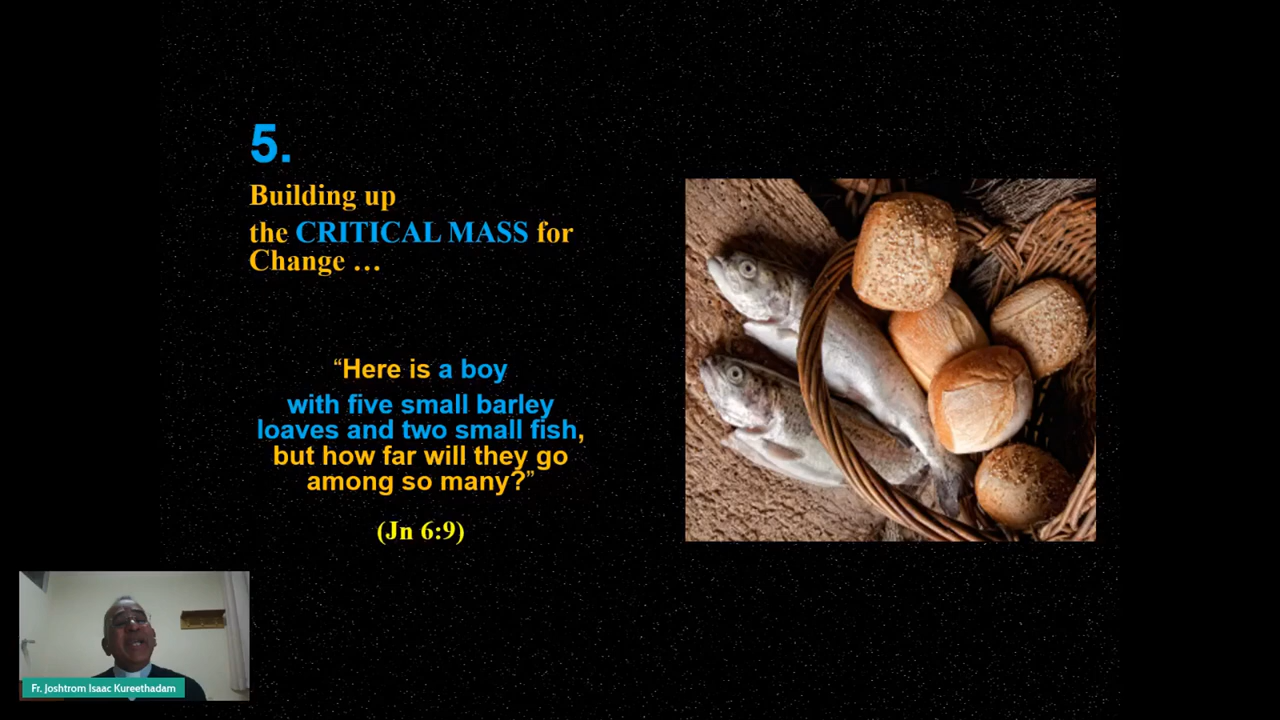 5.
Building up
the CRITICAL MASS for
Change …
“Here is a boy
with five small barley
loaves and two small fish,
but how far will they go
among so many?”
(Jn 6:9)
Fr. Joshtrom Isaac Kureethadam